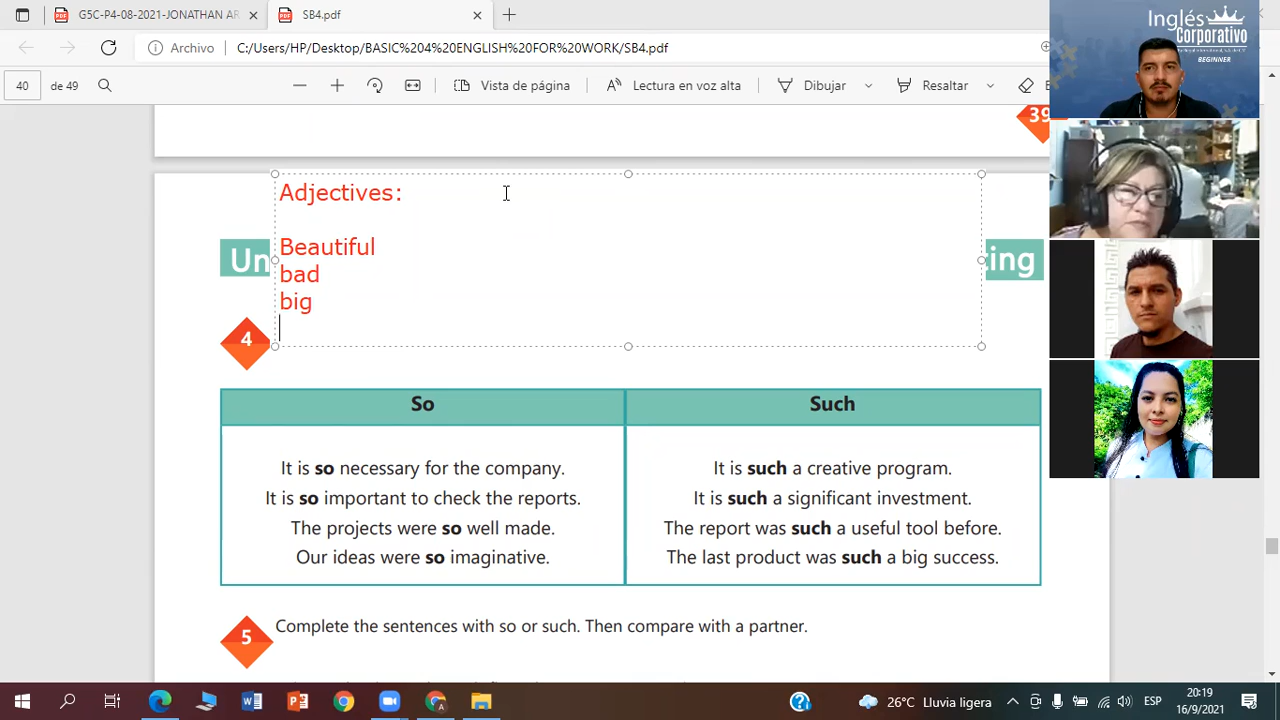 G5C-P4-08-2021-JONATHAN AR
SB4.pdf
Archivo
C:/Users/HP/Desktop/BASIC%204%20ENGLISH%20FOR%20WORK/SB4.pdf
40
de 49
Vista de página
Lectura en voz alta
Dibujar
Resaltar
Inglés
Corporativo
BEGINNER
39
Adjectives:
Beautiful
bad
big
Un
ing
4
So
Such
It is so necessary for the company.
It is so important to check the reports.
The projects were so well made.
Our ideas were so imaginative.
It is such a creative program.
It is such a significant investment.
The report was such a useful tool before.
The last product was such a big success.
5
Complete the sentences with so or such. Then compare with a partner.
26°C Lluvia ligera
ESP
20:19
16/9/2021